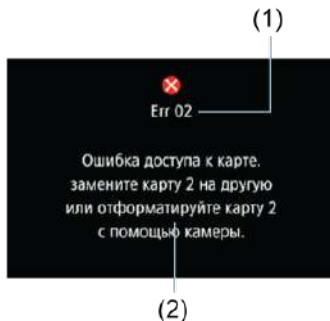 (1)
Err 02
Ошибка доступа к карте.
замените карту 2 на другую
или отформатируйте карту 2
с помощью камеры.
(2)